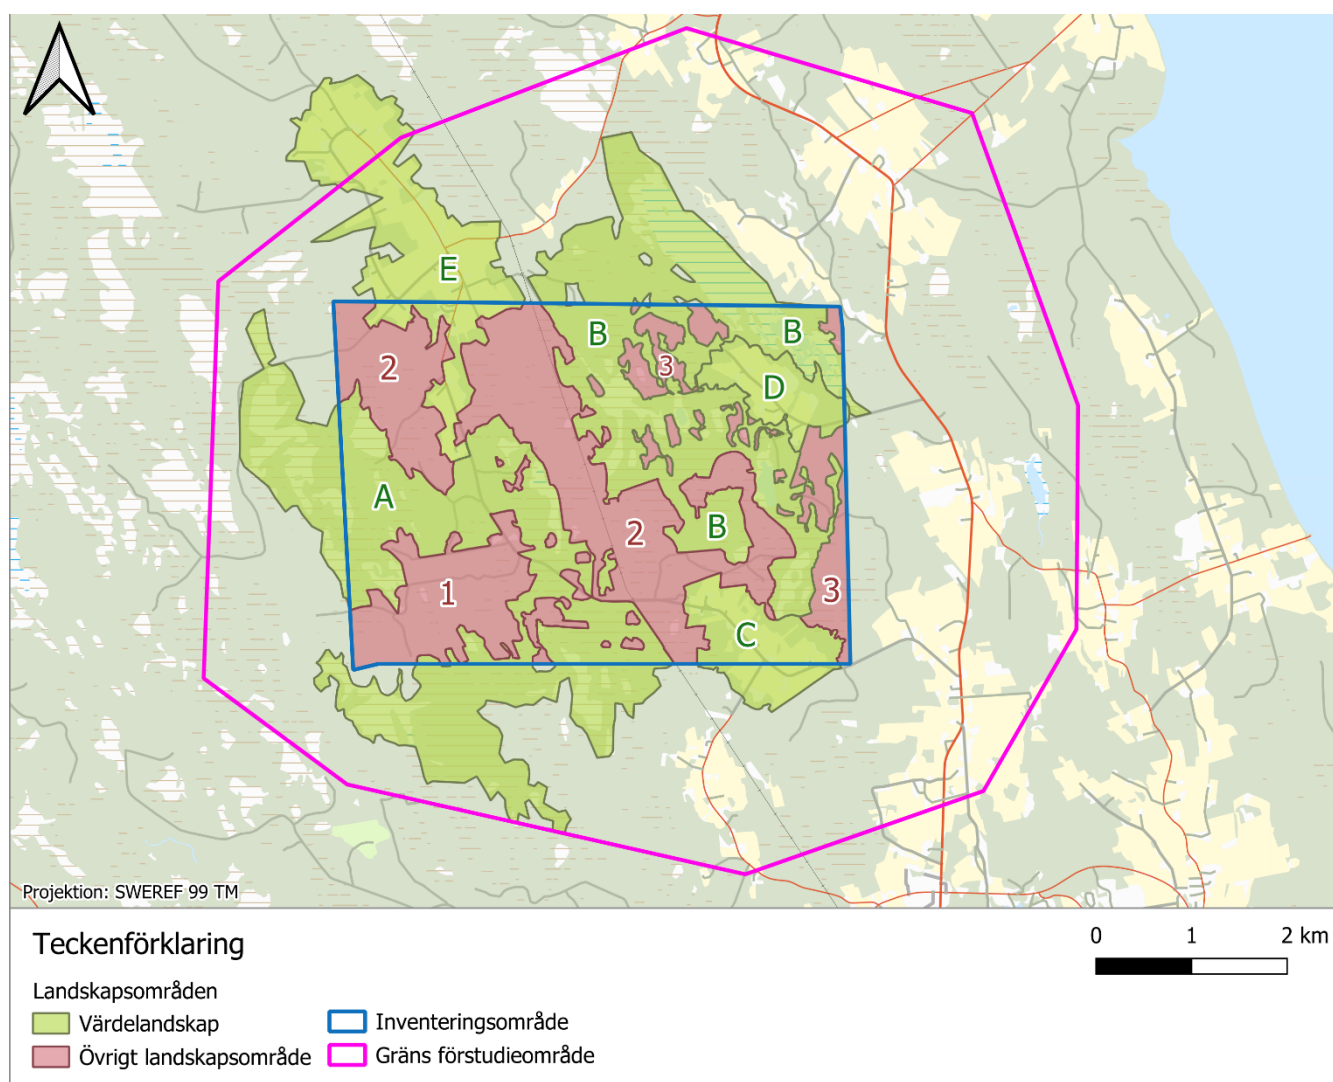 E
B
B
2
3
D
A
B
2
1
3
C
Projektion: SWEREF 99 TM
Teckenförklaring
0 1 2 km
Landskapsområden
Värdelandskap
Inventeringsområde
Övrigt landskapsområde
Gräns förstudieområde